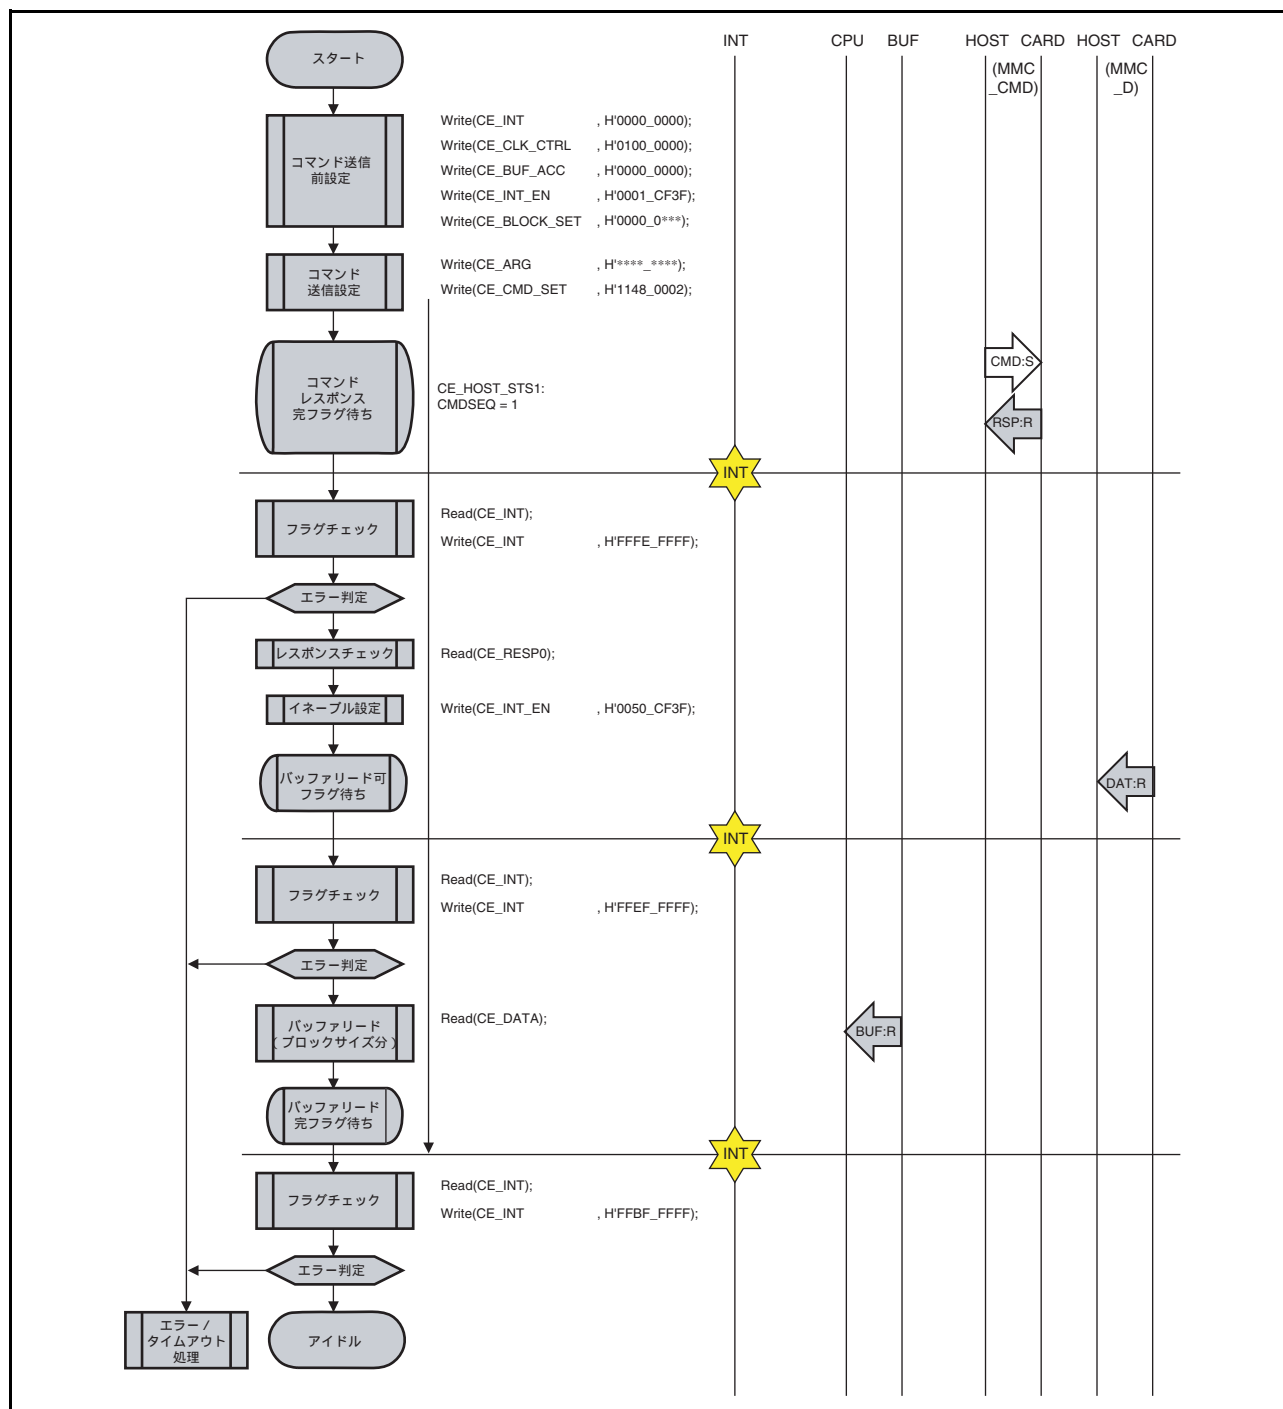 スタート
INT CPU BUF HOST CARD HOST CARD
(MMC
_CMD)
(MMC
_D)
コマンド送信
前設定
Write(CE_INT , H'0000_0000);
Write(CE_CLK_CTRL , H'0100_0000);
Write(CE_BUF_ACC , H'0000_0000);
Write(CE_INT_EN , H'0001_CF3F);
Write(CE_BLOCK_SET , H'0000_0***);
コマンド
送信設定
Write(CE_ARG , H'****_****);
Write(CE_CMD_SET , H'1148_0002);
コマンド
レスポンス
完フラグ待ち
CE_HOST_STS1:
CMDSEQ = 1
CMD:S
RSP:R
INT
フラグチェック
Read(CE_INT);
Write(CE_INT , H'FFFE_FFFF);
エラー判定
レスポンスチェック
Read(CE_RESP0);
イネーブル設定
Write(CE_INT_EN , H'0050_CF3F);
バッファリード可
フラグ待ち
DAT:R
INT
フラグチェック
Read(CE_INT);
Write(CE_INT , H'FFEF_FFFF);
エラー判定
バッファリード
(ブロックサイズ分)
Read(CE_DATA);
BUF:R
バッファリード
完フラグ待ち
INT
フラグチェック
Read(CE_INT);
Write(CE_INT , H'FFBF_FFFF);
エラー判定
エラー /
タイムアウト
処理
アイドル